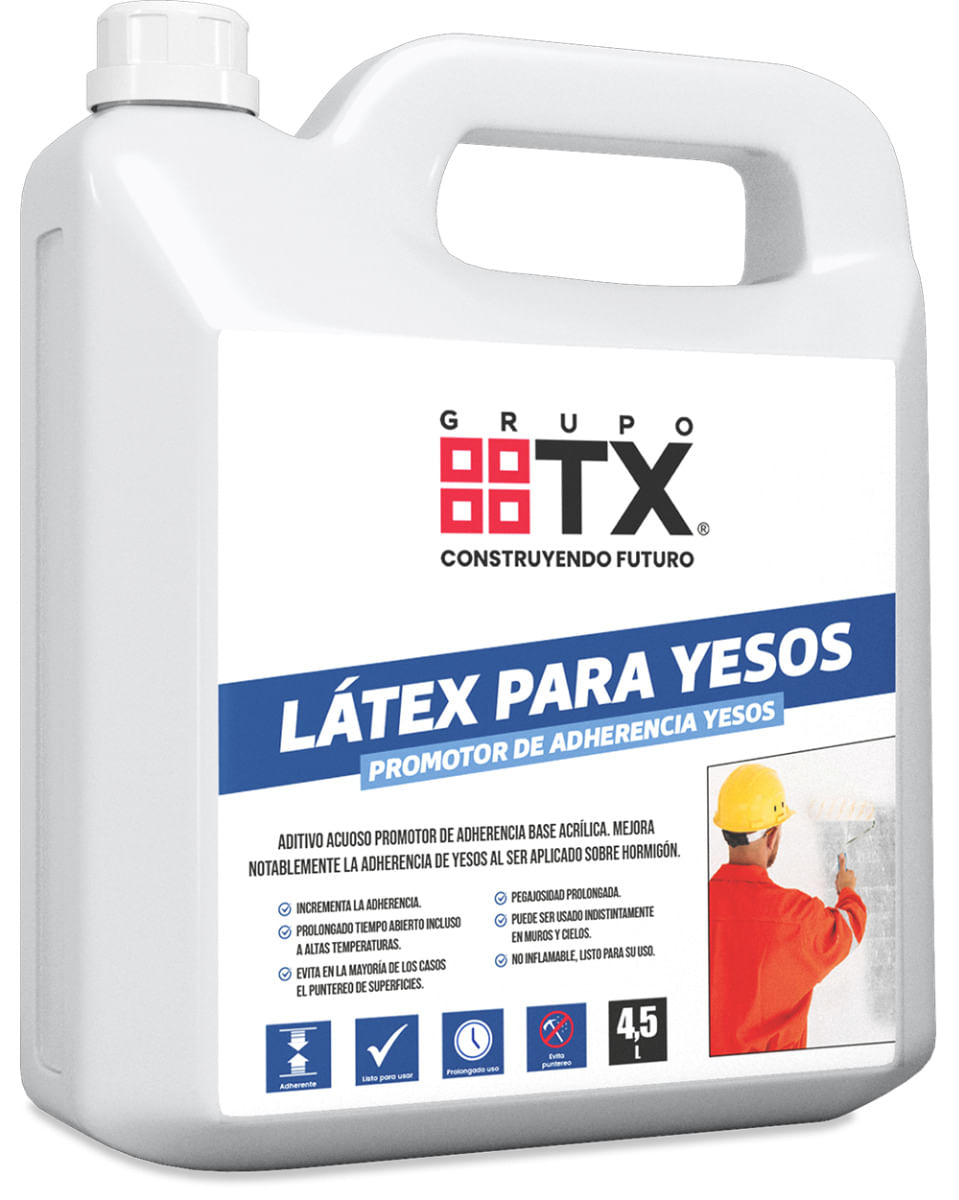 GRUPO
TX®
CONSTRUYENDO FUTURO
LÁTEX PARA YESOS
PROMOTOR DE ADHERENCIA YESOS
ADITIVO ACUOSO PROMOTOR DE ADHERENCIA BASE ACRÍLICA. MEJORA
NOTABLEMENTE LA ADHERENCIA DE YESOS AL SER APLICADO SOBRE HORMIGÓN.
INCREMENTA LA ADHERENCIA.
PROLONGADO TIEMPO ABIERTO INCLUSO
A ALTAS TEMPERATURAS.
EVITA EN LA MAYORÍA DE LOS CASOS
EL PUNTEREO DE SUPERFICIES.
PEGAJOSIDAD PROLONGADA.
PUEDE SER USADO INDISTINTAMENTE
EN MUROS Y CIELOS.
NO INFLAMABLE, LISTO PARA SU USO.
Adherente
Listo para usar
Prolongado uso
Evita
puntereo
4,5
L